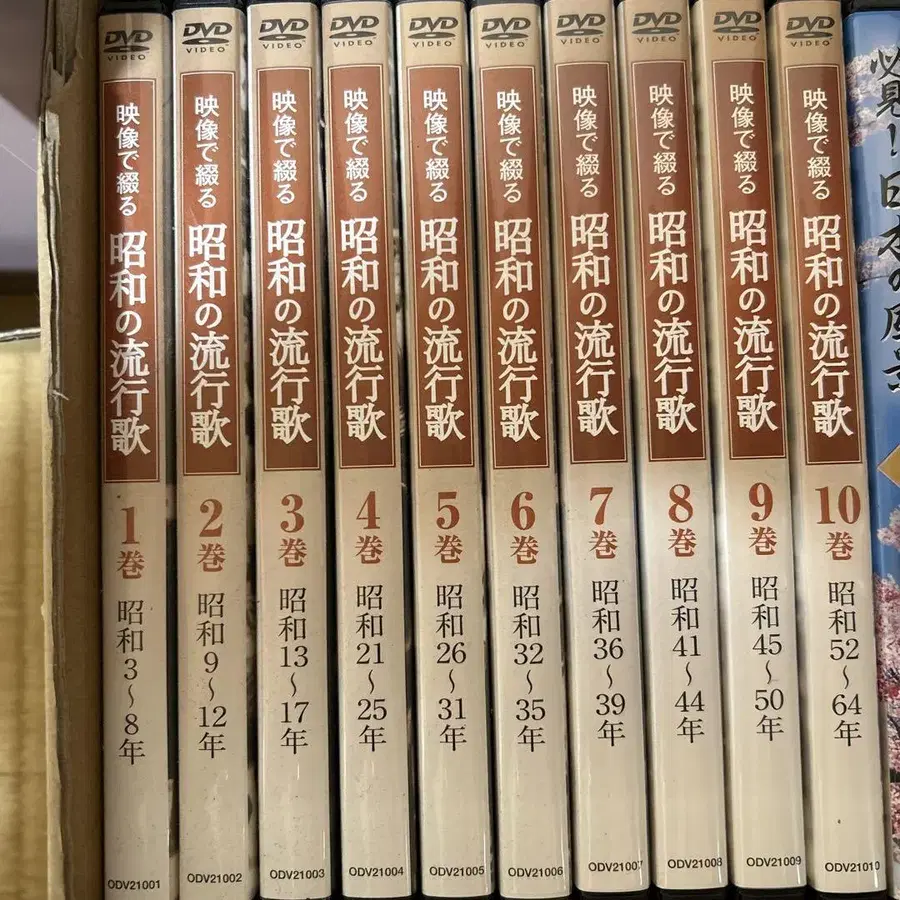 DVD
VIDEO
映像で綴る
昭和の流行歌
1巻
昭和3〜8年
ODV21001
DVD
VIDEO
映像で綴る
昭和の流行歌
2巻
昭和9〜12年
ODV21002
DVD
VIDEO
映像で綴る
昭和の流行歌
3巻
昭和13〜17年
ODV21003
DVD
VIDEO
映像で綴る
昭和の流行歌
4巻
昭和21〜25年
ODV21004
DVD
VIDEO
映像で綴る
昭和の流行歌
5巻
昭和26〜31年
ODV21005
DVD
VIDEO
映像で綴る
昭和の流行歌
6巻
昭和32〜35年
ODV21006
DVD
VIDEO
映像で綴る
昭和の流行歌
7巻
昭和36〜39年
ODV21007
DVD
VIDEO
映像で綴る
昭和の流行歌
8巻
昭和41〜44年
ODV21008
DVD
VIDEO
映像で綴る
昭和の流行歌
9巻
昭和45〜50年
ODV21009
DVD
VIDEO
映像で綴る
昭和の流行歌
10巻
昭和52〜64年
ODV21010
必見!日本の風景